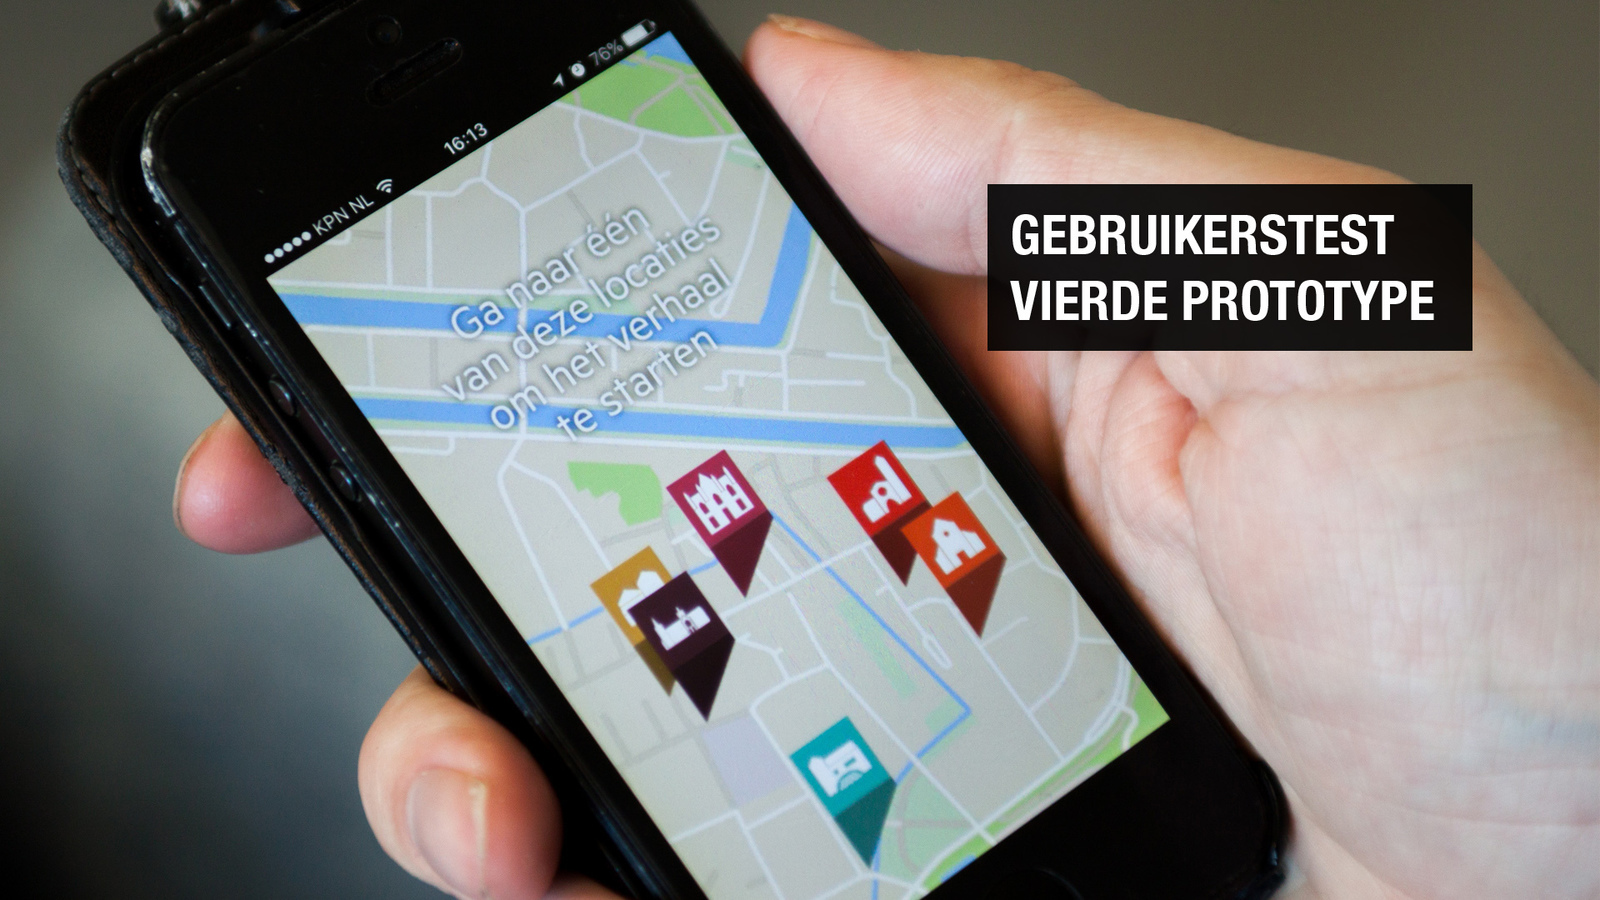 ●●●●● KPN NL 16:13 76%
Ga naar één
van deze locaties
om het verhaal
te starten
GEBRUIKERSTEST
VIERDE PROTOTYPE